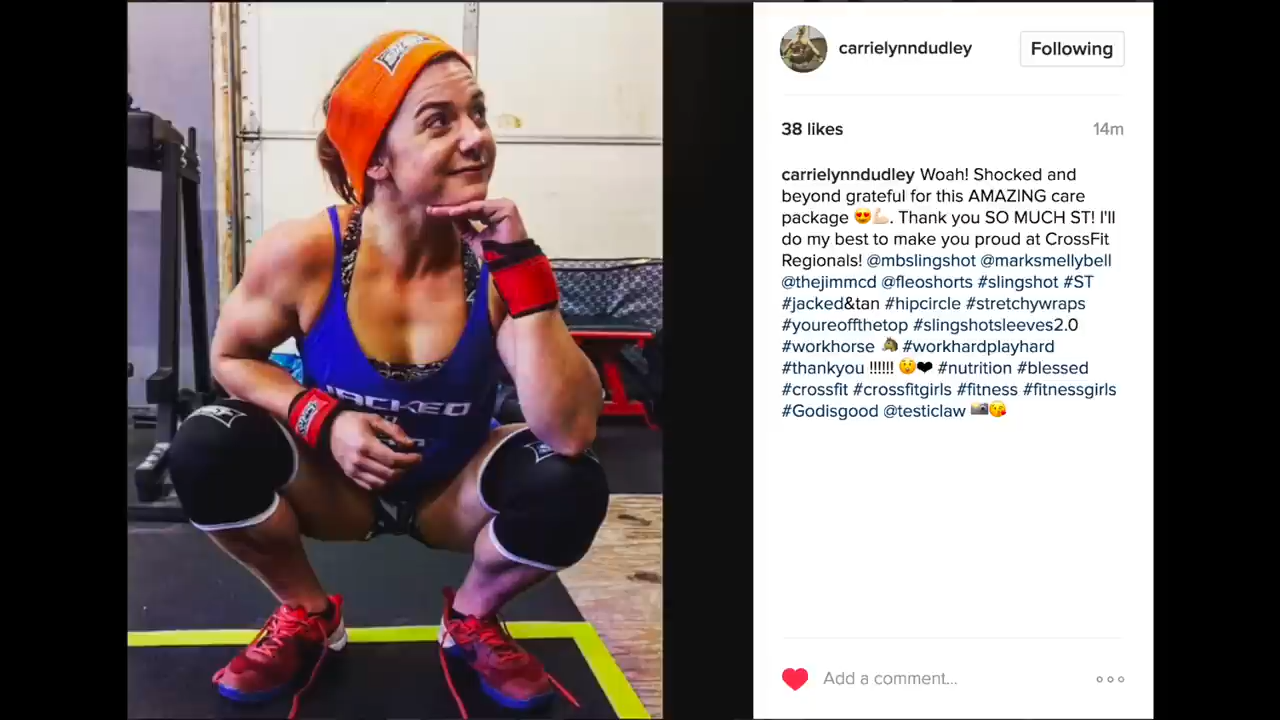 carrielynndudley
Following
38 likes
14m
carrielynndudley Woah! Shocked and
beyond grateful for this AMAZING care
package 😍💪🏻. Thank you SO MUCH ST! I'll
do my best to make you proud at CrossFit
Regionals! @mbslingshot @marksmellybell
@thejimmcd @fleoshorts #slingshot #ST
#jacked&tan #hipcircle #stretchywraps
#youreoffthetop #slingshotsleeves2.0
#workhorse 🐴 #workhardplayhard
#thankyou !!!!!! 😲❤ #nutrition #blessed
#crossfit #crossfitgirls #fitness #fitnessgirls
#Godisgood @testiclaw 📸😘
Add a comment...
JACKED